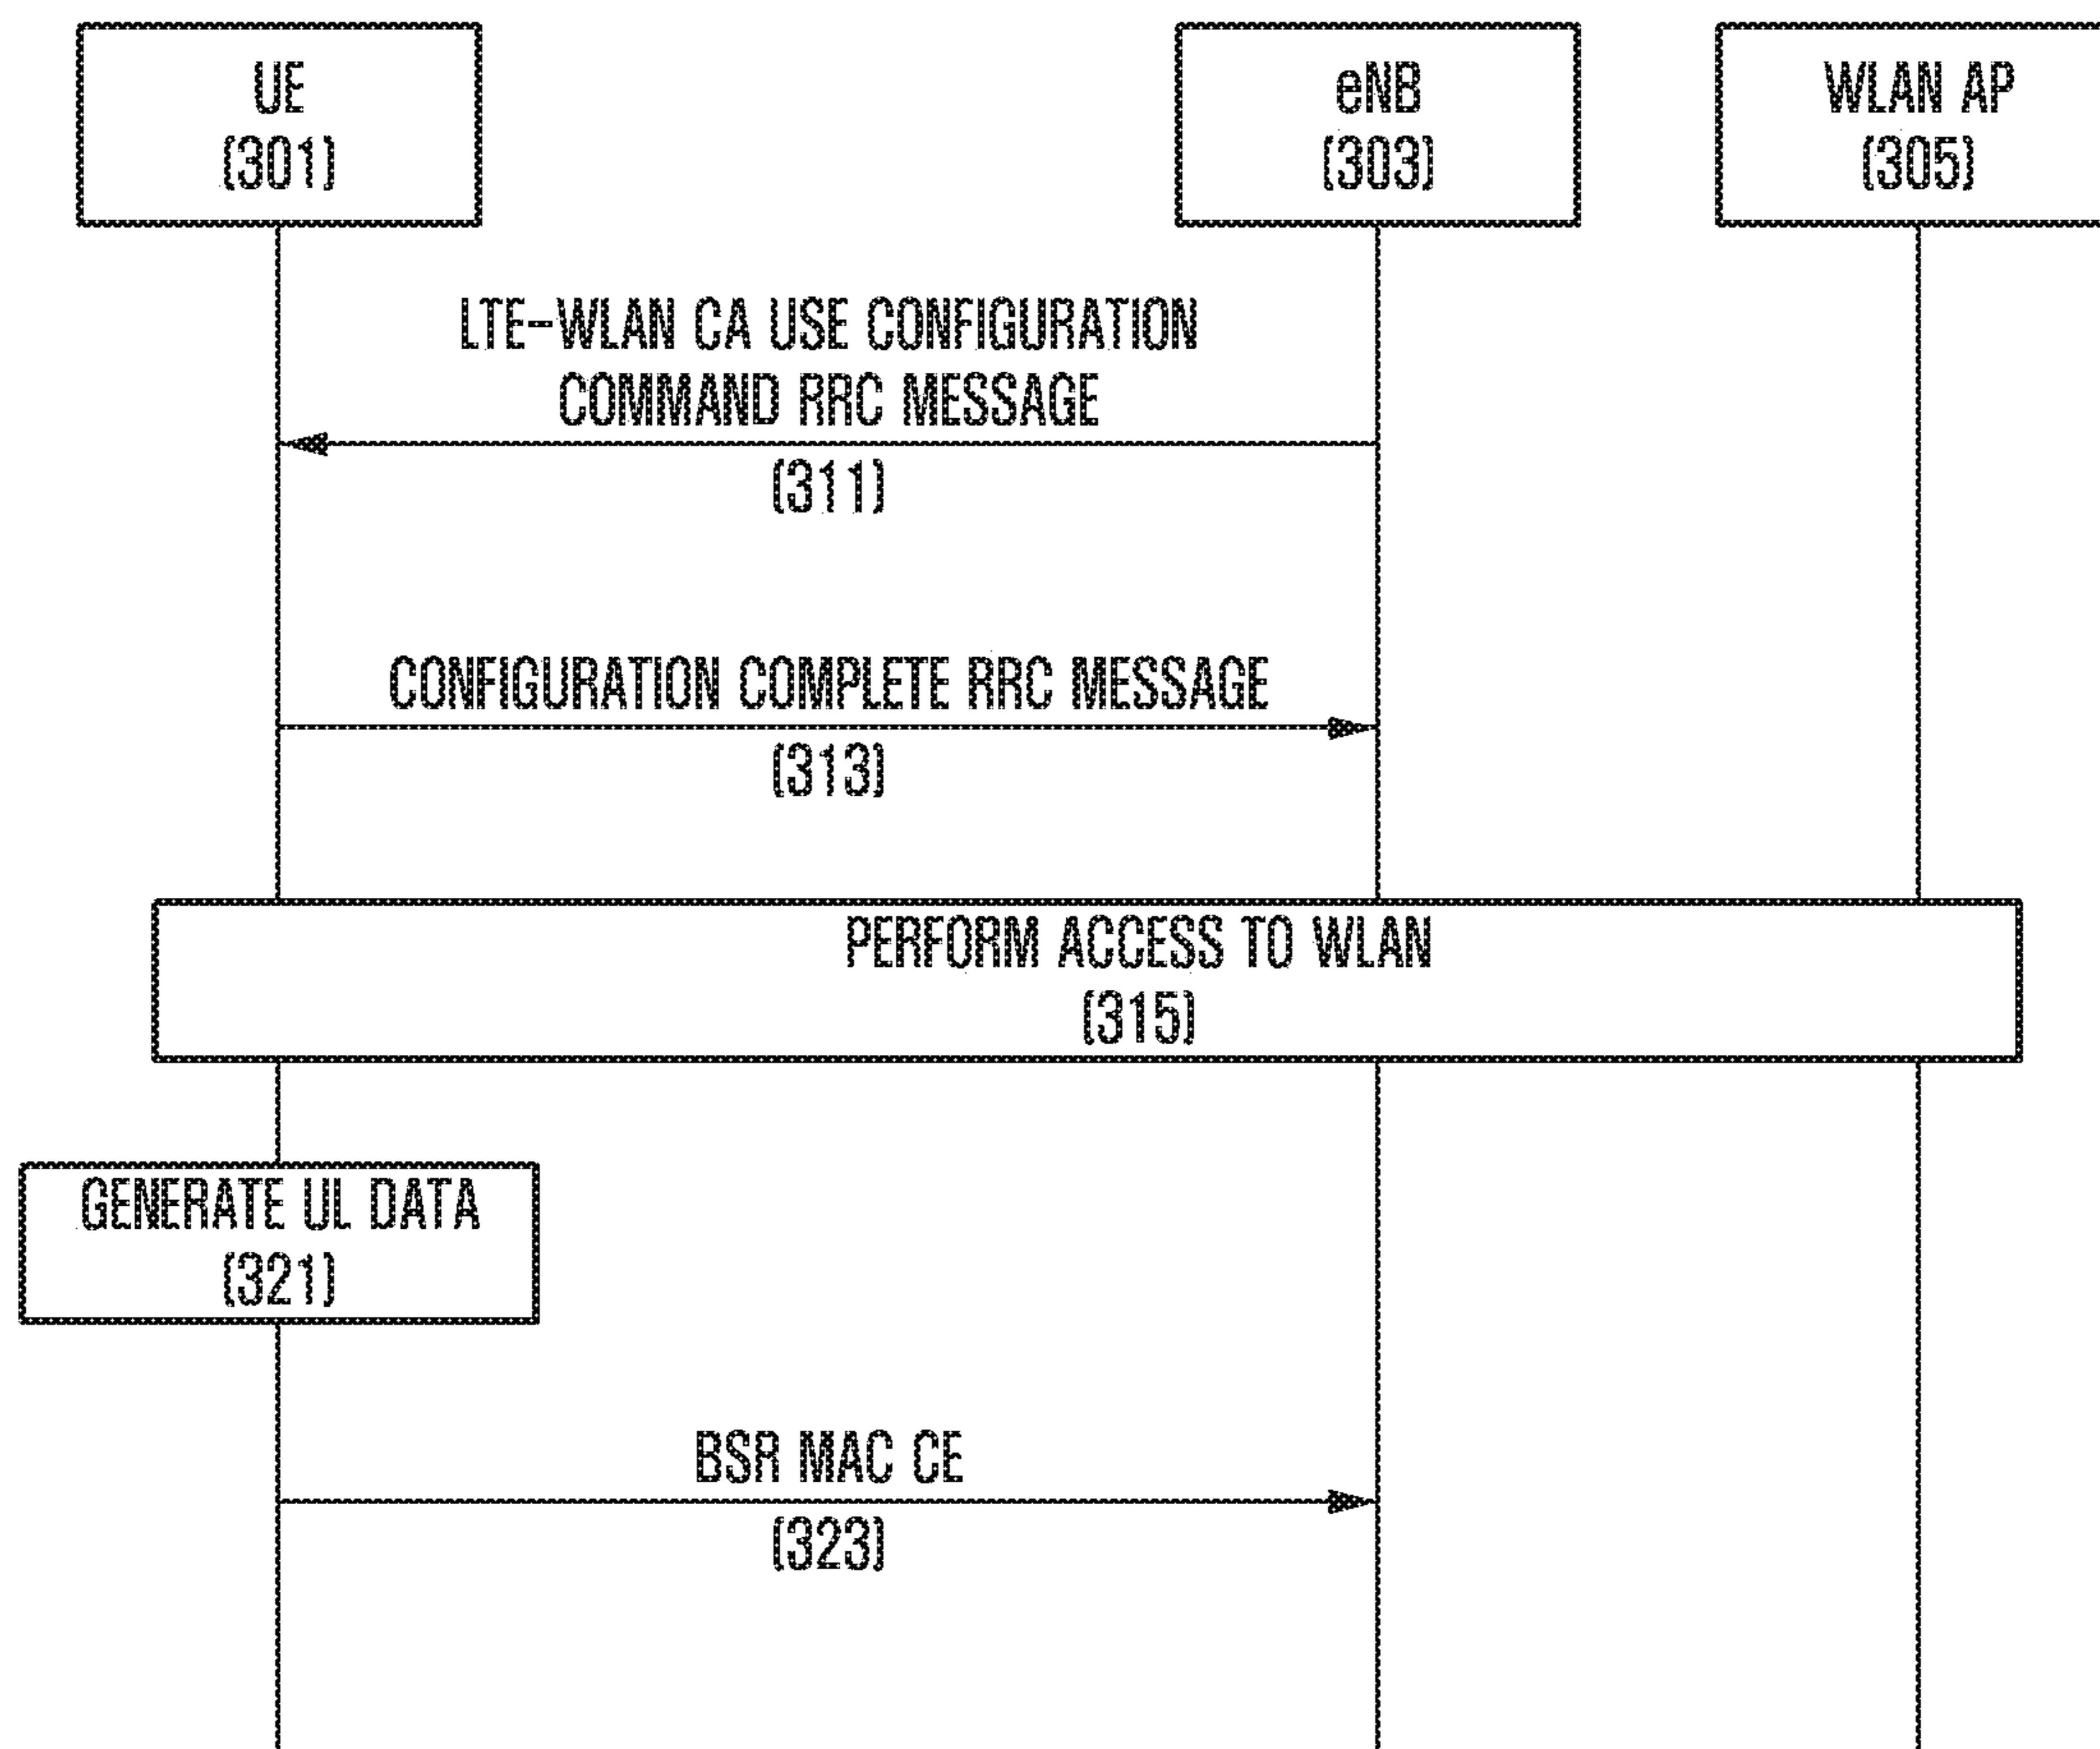 UE
(301)
eNB
(303)
WLAN AP
(305)
LTE-WLAN CA USE CONFIGURATION
COMMAND RRC MESSAGE
(311)
CONFIGURATION COMPLETE RRC MESSAGE
(313)
PERFORM ACCESS TO WLAN
(315)
GENERATE UL DATA
(321)
BSR MAC CE
(323)